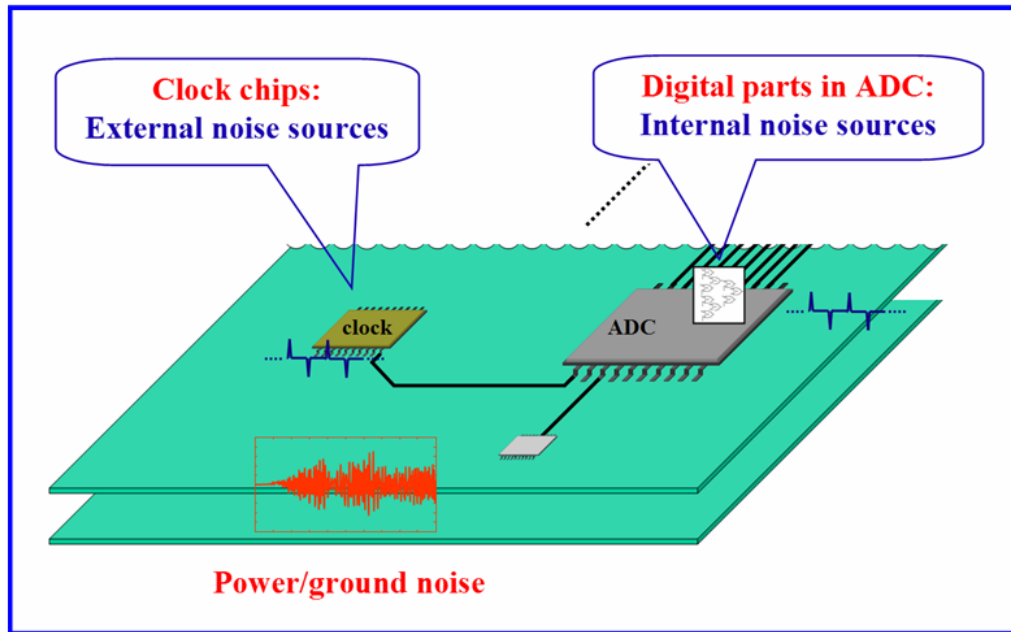 Clock chips:
External noise sources
Digital parts in ADC:
Internal noise sources
clock
ADC
Power/ground noise